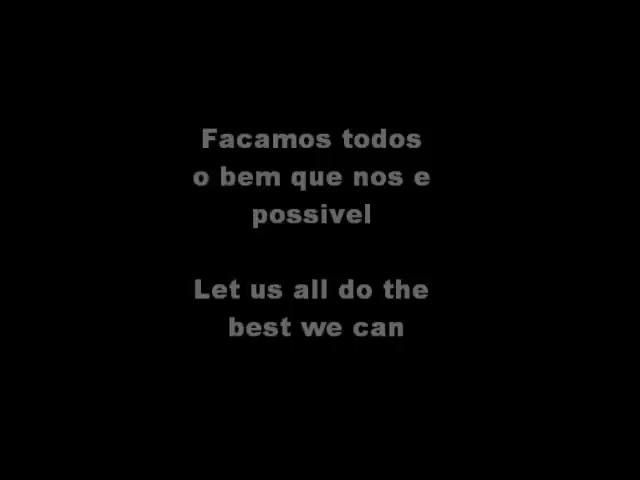 Facamos todos
o bem que nos e
possivel
Let us all do the
best we can